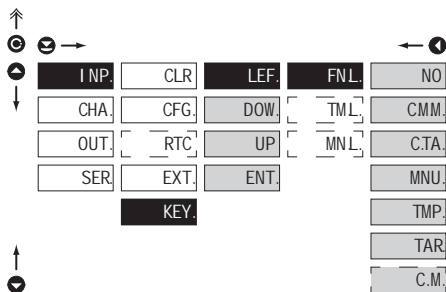 INP. CLR LEF. FNL. NO
CHA. CFG. DOW. TML. CMM.
OUT. RTC UP MNL. C.TA.
SER. EXT. ENT. MNU.
KEY. TMP.
TAR.
C.M.